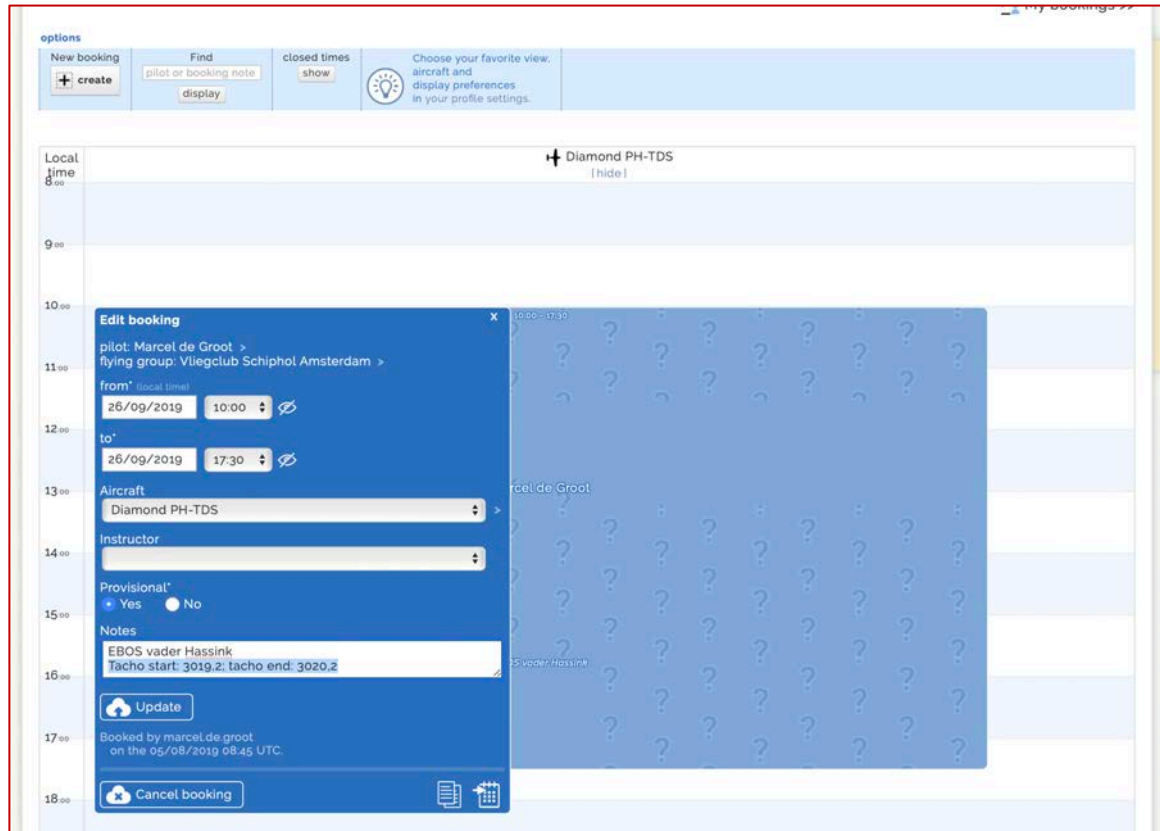 My bookings >>
options
New booking
create
Find
pilot or booking note
display
closed times
show
Choose your favorite view,
aircraft and
display preferences
in your profile settings.
Local
time
Diamond PH-TDS
[ hide ]
8:00
9:00
10:00
11:00
12:00
13:00
14:00
15:00
16:00
17:00
18:00
Edit booking x
pilot: Marcel de Groot >
flying group: Vliegclub Schiphol Amsterdam >
from* (local time)
26/09/2019 10:00
to*
26/09/2019 17:30
Aircraft
Diamond PH-TDS >
Instructor
Provisional*
Yes No
Notes
EBOS vader Hassink
Tacho start: 3019,2; tacho end: 3020,2
Update
Booked by marcel.de.groot
on the 05/08/2019 08:45 UTC.
Cancel booking
10:00 - 17:30
rcel de Groot
OS vader Hassink